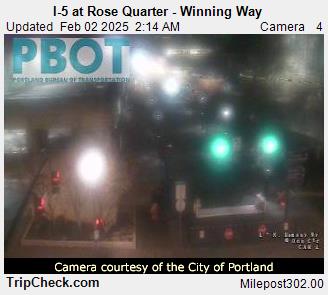 I-5 at Rose Quarter - Winning Way
Updated Feb 02 2025 2:14 AM Camera 4
PBOT
PORTLAND BUREAU OF TRANSPORTATION
Camera courtesy of the City of Portland
TripCheck.com Milepost302.00